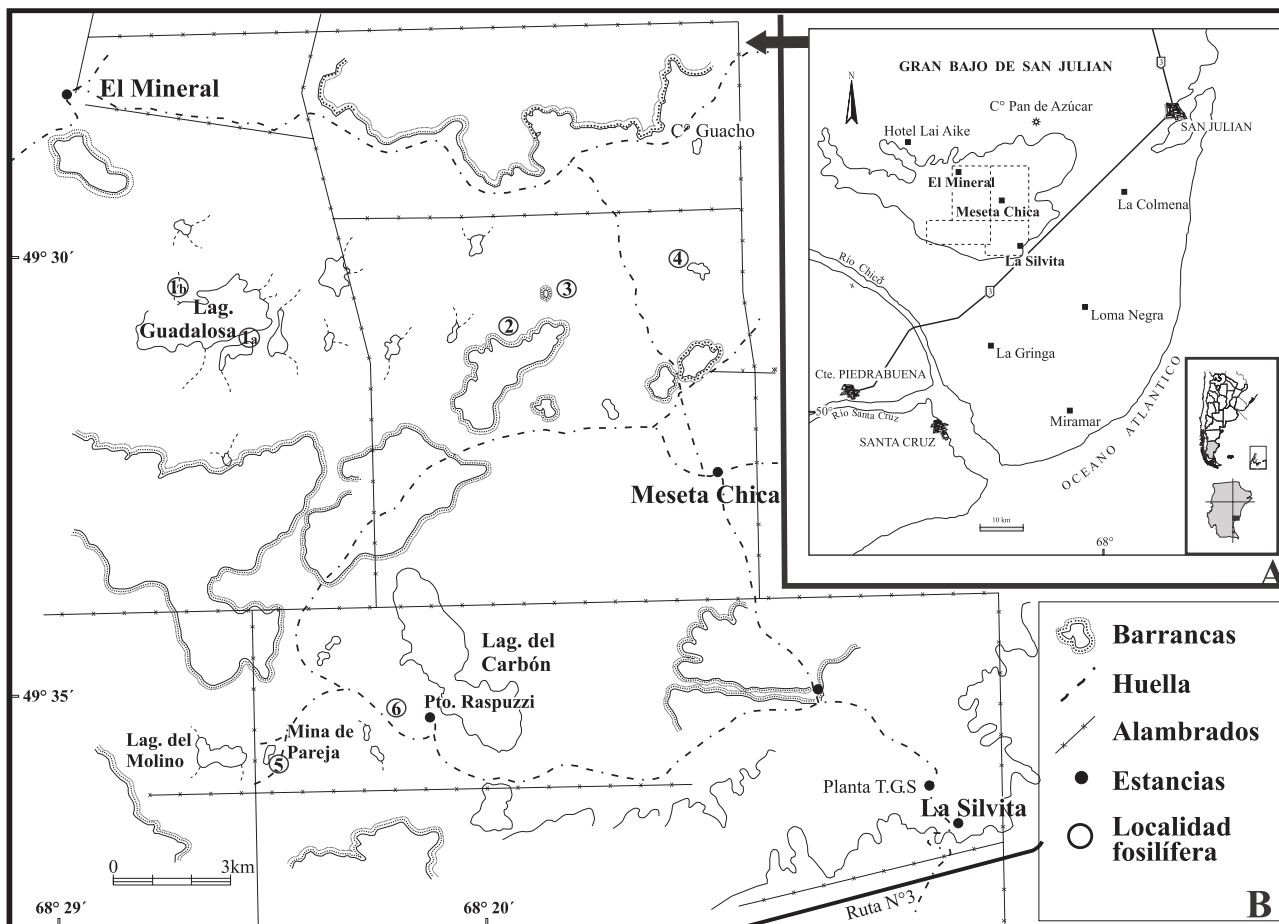 El Mineral
C° Guacho
49° 30´
1b
Lag.
Guadalosa
1a
2
3
4
Meseta Chica
Lag. del
Carbón
49° 35´
Pto. Raspuzzi
6
Mina de
Pareja
5
Lag. del
Molino
Planta T.G.S
La Silvita
0
3km
68° 29´
68° 20´
Ruta N°3
GRAN BAJO DE SAN JULIAN
3
N
C° Pan de Azúcar
SAN JULIAN
Hotel Lai Aike
El Mineral
Meseta Chica
La Colmena
La Silvita
Río Chico
3
Loma Negra
La Gringa
Cte. PIEDRABUENA
50°
Río Santa Cruz
SANTA CRUZ
Miramar
OCEANO ATLANTICO
10 km
68°
A
Barrancas
Huella
Alambrados
Estancias
Localidad
fosilífera
B